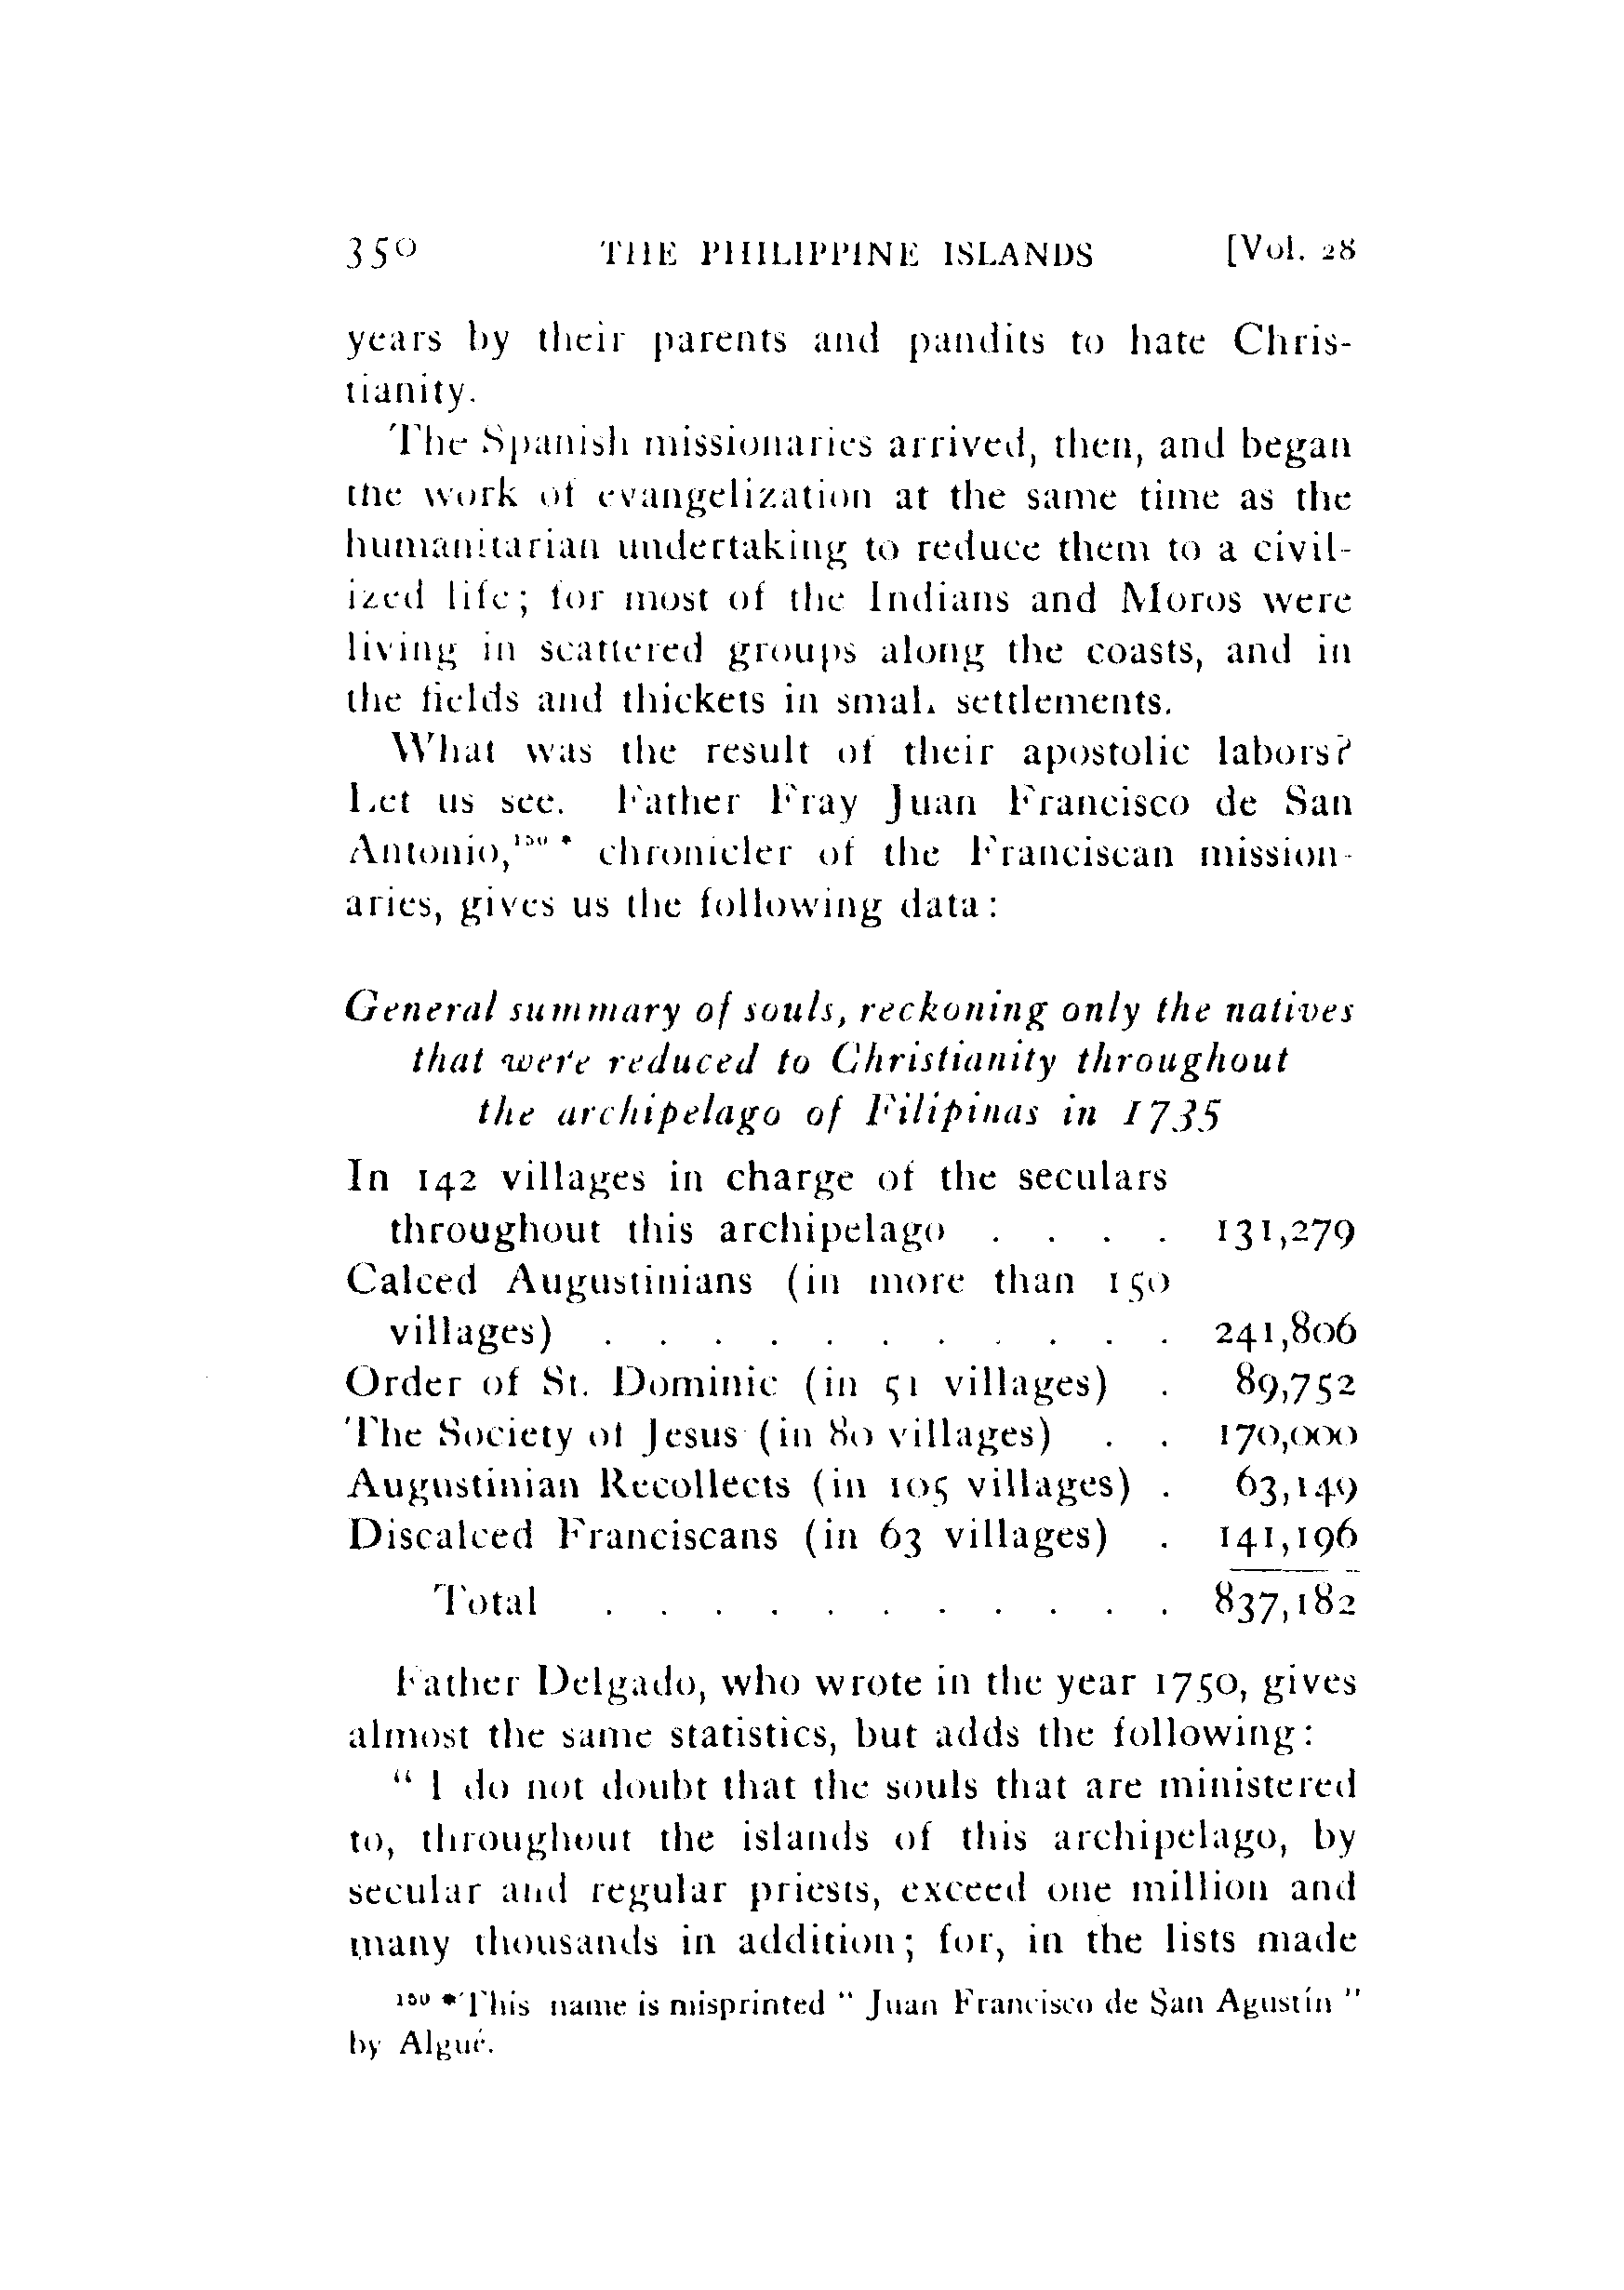 350 THE PHILIPPINE ISLANDS [Vol. 28
years by their parents and pandits to hate Chris-
tianity.
The Spanish missionaries arrived, then, and began
the work of evangelization at the same time as the
humanitarian undertaking to reduce them to a civil-
ized life; for most of the Indians and Moros were
living in scattered groups along the coasts, and in
the fields and thickets in small settlements.
What was the result of their apostolic labors?
Let us see. Father Fray Juan Francisco de San
Antonio,150 * chronicler of the Franciscan mission-
aries, gives us the following data:
General summary of souls, reckoning only the natives
that were reduced to Christianity throughout
the archipelago of Filipinas in 1735
In 142 villages in charge of the seculars
throughout this archipelago . . . . 131,279
Calced Augustinians (in more than 150
villages) . . . . . . . . . . . 241,806
Order of St. Dominic (in 51 villages) . 89,752
The Society of Jesus (in 80 villages) . . 170,000
Augustinian Recollects (in 105 villages) . 63,149
Discalced Franciscans (in 63 villages) . 141,196
Total . . . . . . . . . . . 837,182
Father Delgado, who wrote in the year 1750, gives
almost the same statistics, but adds the following:
" I do not doubt that the souls that are ministered
to, throughout the islands of this archipelago, by
secular and regular priests, exceed one million and
many thousands in addition; for, in the lists made
150 * This name is misprinted " Juan Francisco de San Agustín "
by Algué.